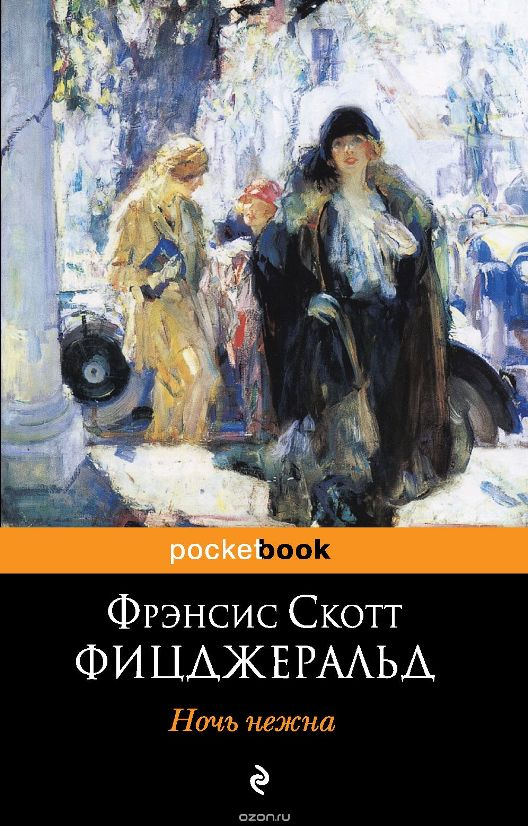 pocketbook
Фрэнсис Скотт
ФИЦДЖЕРАЛЬД
Ночь нежна
ozon.ru